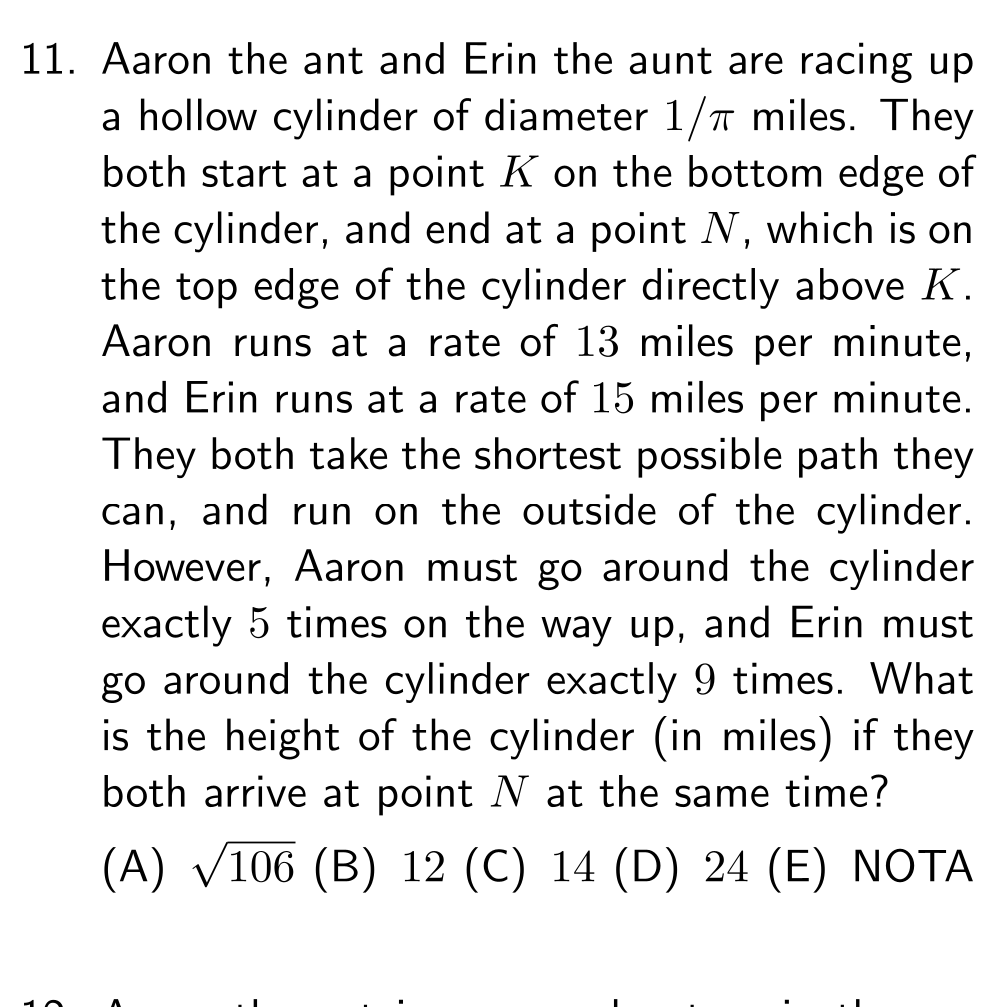 11. Aaron the ant and Erin the aunt are racing up
a hollow cylinder of diameter 1/π miles. They
both start at a point K on the bottom edge of
the cylinder, and end at a point N, which is on
the top edge of the cylinder directly above K.
Aaron runs at a rate of 13 miles per minute,
and Erin runs at a rate of 15 miles per minute.
They both take the shortest possible path they
can, and run on the outside of the cylinder.
However, Aaron must go around the cylinder
exactly 5 times on the way up, and Erin must
go around the cylinder exactly 9 times. What
is the height of the cylinder (in miles) if they
both arrive at point N at the same time?
(A) √106 (B) 12 (C) 14 (D) 24 (E) NOTA